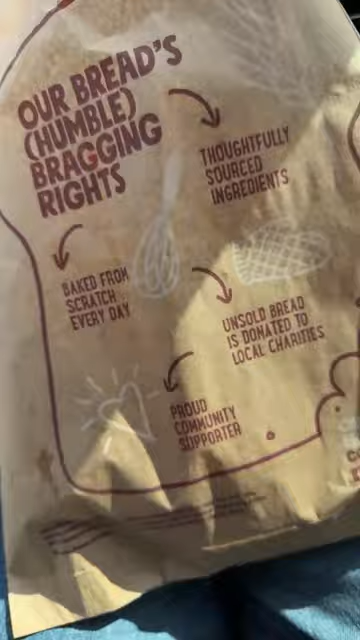 OUR BREAD'S
(HUMBLE)
BRAGGING
RIGHTS
THOUGHTFULLY
SOURCED
INGREDIENTS
BAKED FROM
SCRATCH
EVERY DAY
UNSOLD BREAD
IS DONATED TO
LOCAL CHARITIES
PROUD
COMMUNITY
SUPPORTER